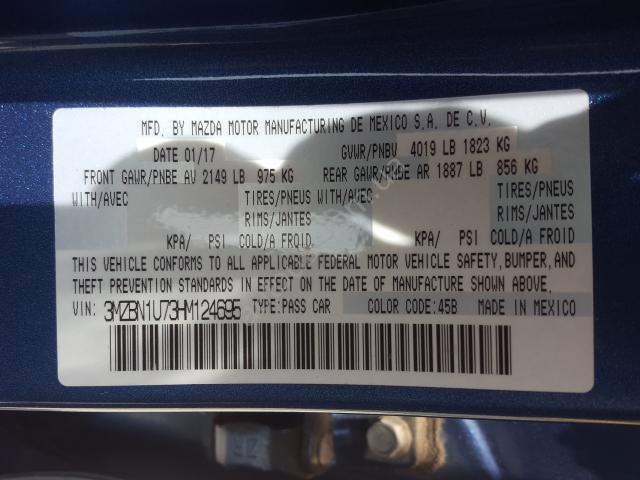 MFD. BY MAZDA MOTOR MANUFACTURING DE MEXICO S.A. DE C.V.
DATE 01/17 GVWR/PNBV 4019 LB 1823 KG
FRONT GAWR/PNBE AV 2149 LB 975 KG REAR GAWR/PNBE AR 1887 LB 856 KG
WITH/AVEC TIRES/PNEUS WITH/AVEC TIRES/PNEUS
RIMS/JANTES RIMS/JANTES
KPA/ PSI COLD/A FROID. KPA/ PSI COLD/A FROID.
THIS VEHICLE CONFORMS TO ALL APPLICABLE FEDERAL MOTOR VEHICLE SAFETY, BUMPER, AND
THEFT PREVENTION STANDARDS IN EFFECT ON THE DATE OF MANUFACTURE SHOWN ABOVE.
VIN: 3MZBN1U73HM124695 TYPE:PASS CAR COLOR CODE:45B MADE IN MEXICO